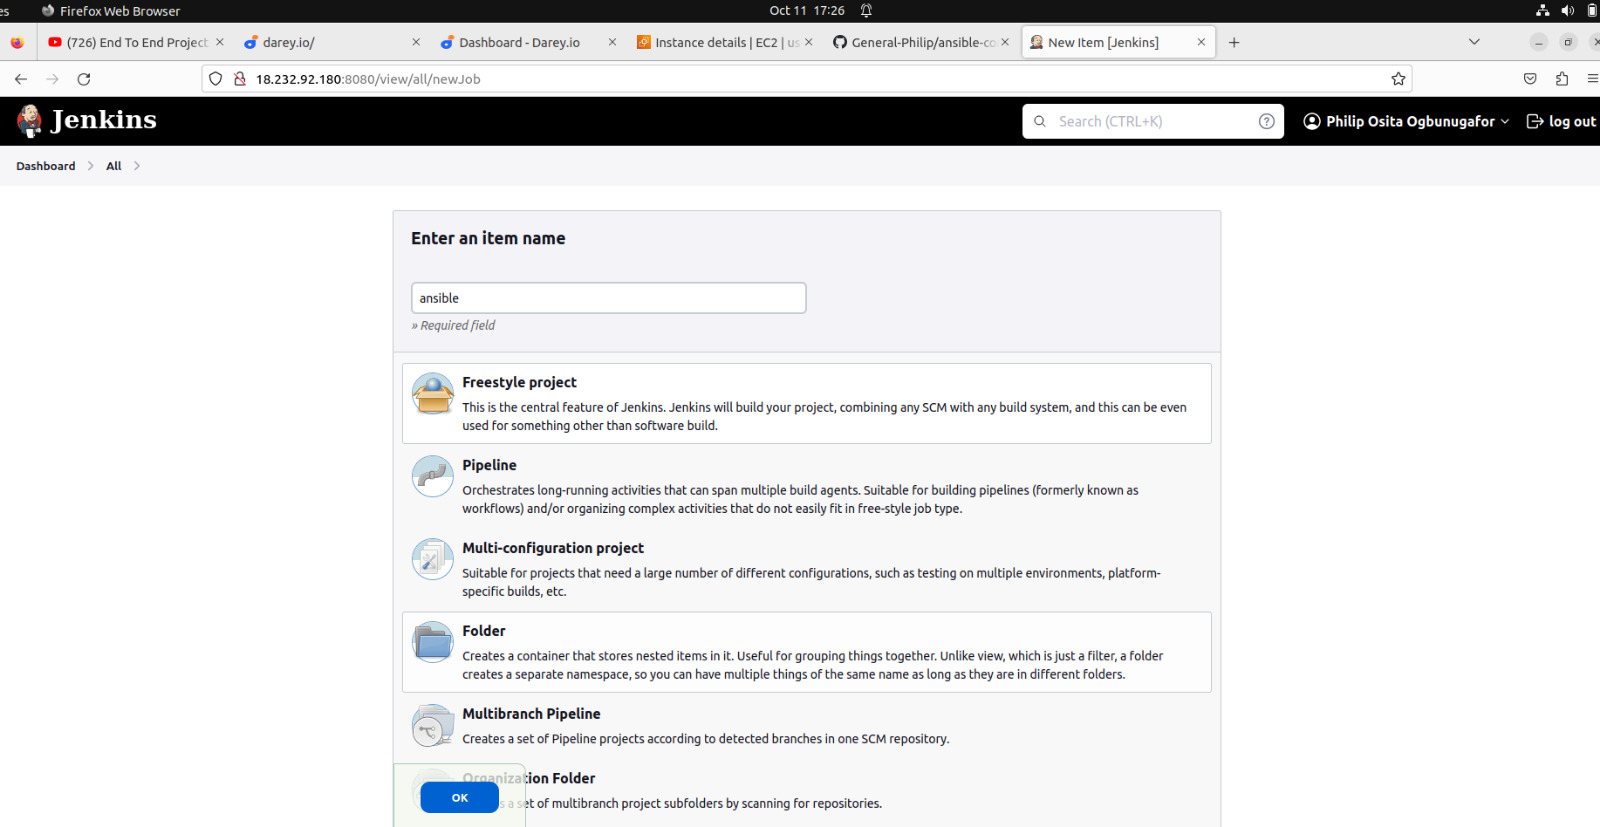 es Firefox Web Browser Oct 11 17:26
(726) End To End Project darey.io/ Dashboard - Darey.io Instance details | EC2 | us General-Philip/ansible-co New Item [Jenkins]
18.232.92.180:8080/view/all/newJob
Jenkins Search (CTRL+K) Philip Osita Ogbunugafor log out
Dashboard All
Enter an item name
ansible
» Required field
Freestyle project
This is the central feature of Jenkins. Jenkins will build your project, combining any SCM with any build system, and this can be even
used for something other than software build.
Pipeline
Orchestrates long-running activities that can span multiple build agents. Suitable for building pipelines (formerly known as
workflows) and/or organizing complex activities that do not easily fit in free-style job type.
Multi-configuration project
Suitable for projects that need a large number of different configurations, such as testing on multiple environments, platform-
specific builds, etc.
Folder
Creates a container that stores nested items in it. Useful for grouping things together. Unlike view, which is just a filter, a folder
creates a separate namespace, so you can have multiple things of the same name as long as they are in different folders.
Multibranch Pipeline
Creates a set of Pipeline projects according to detected branches in one SCM repository.
Organization Folder
OK s a set of multibranch project subfolders by scanning for repositories.